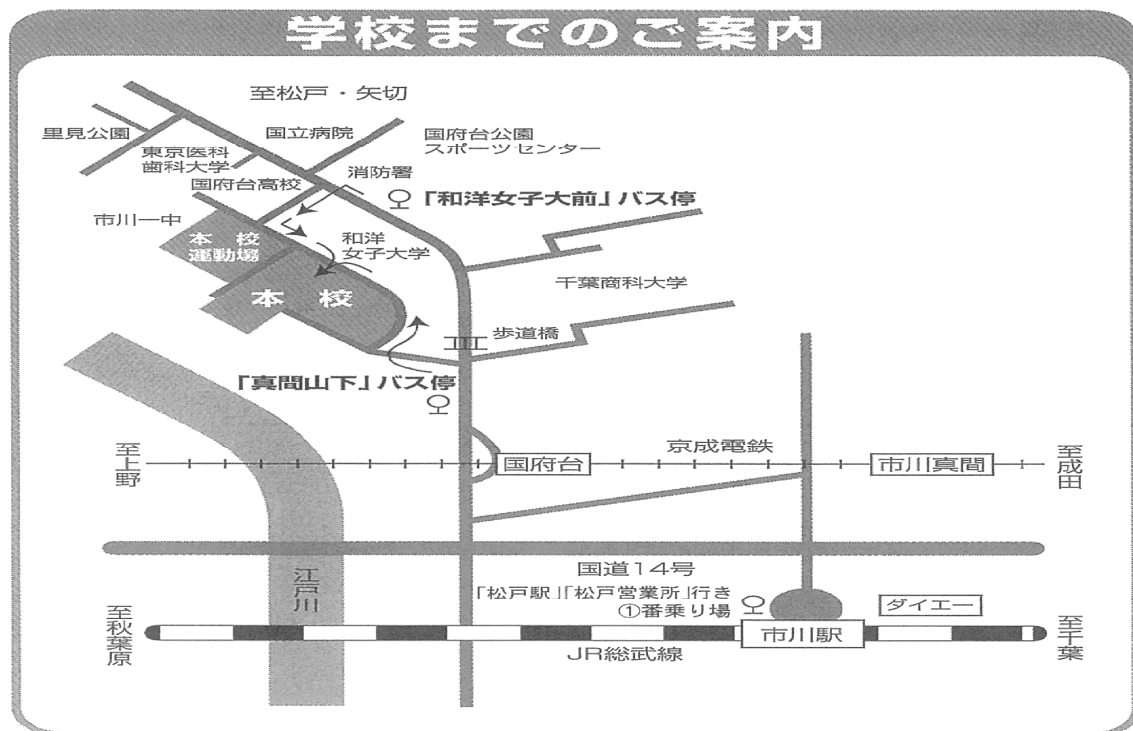 学校までのご案内
至松戸・矢切
里見公園
国立病院
国府台公園
スポーツセンター
東京医科
歯科大学
消防署
国府台高校
「和洋女子大前」バス停
市川一中
本校
運動場
和洋
女子大学
千葉商科大学
本校
歩道橋
「真間山下」バス停
京成電鉄
至上野
国府台
市川真間
至成田
国道14号
江戸川
「松戸駅」「松戸営業所」行き
①番乗り場
ダイエー
至秋葉原
市川駅
至千葉
JR総武線